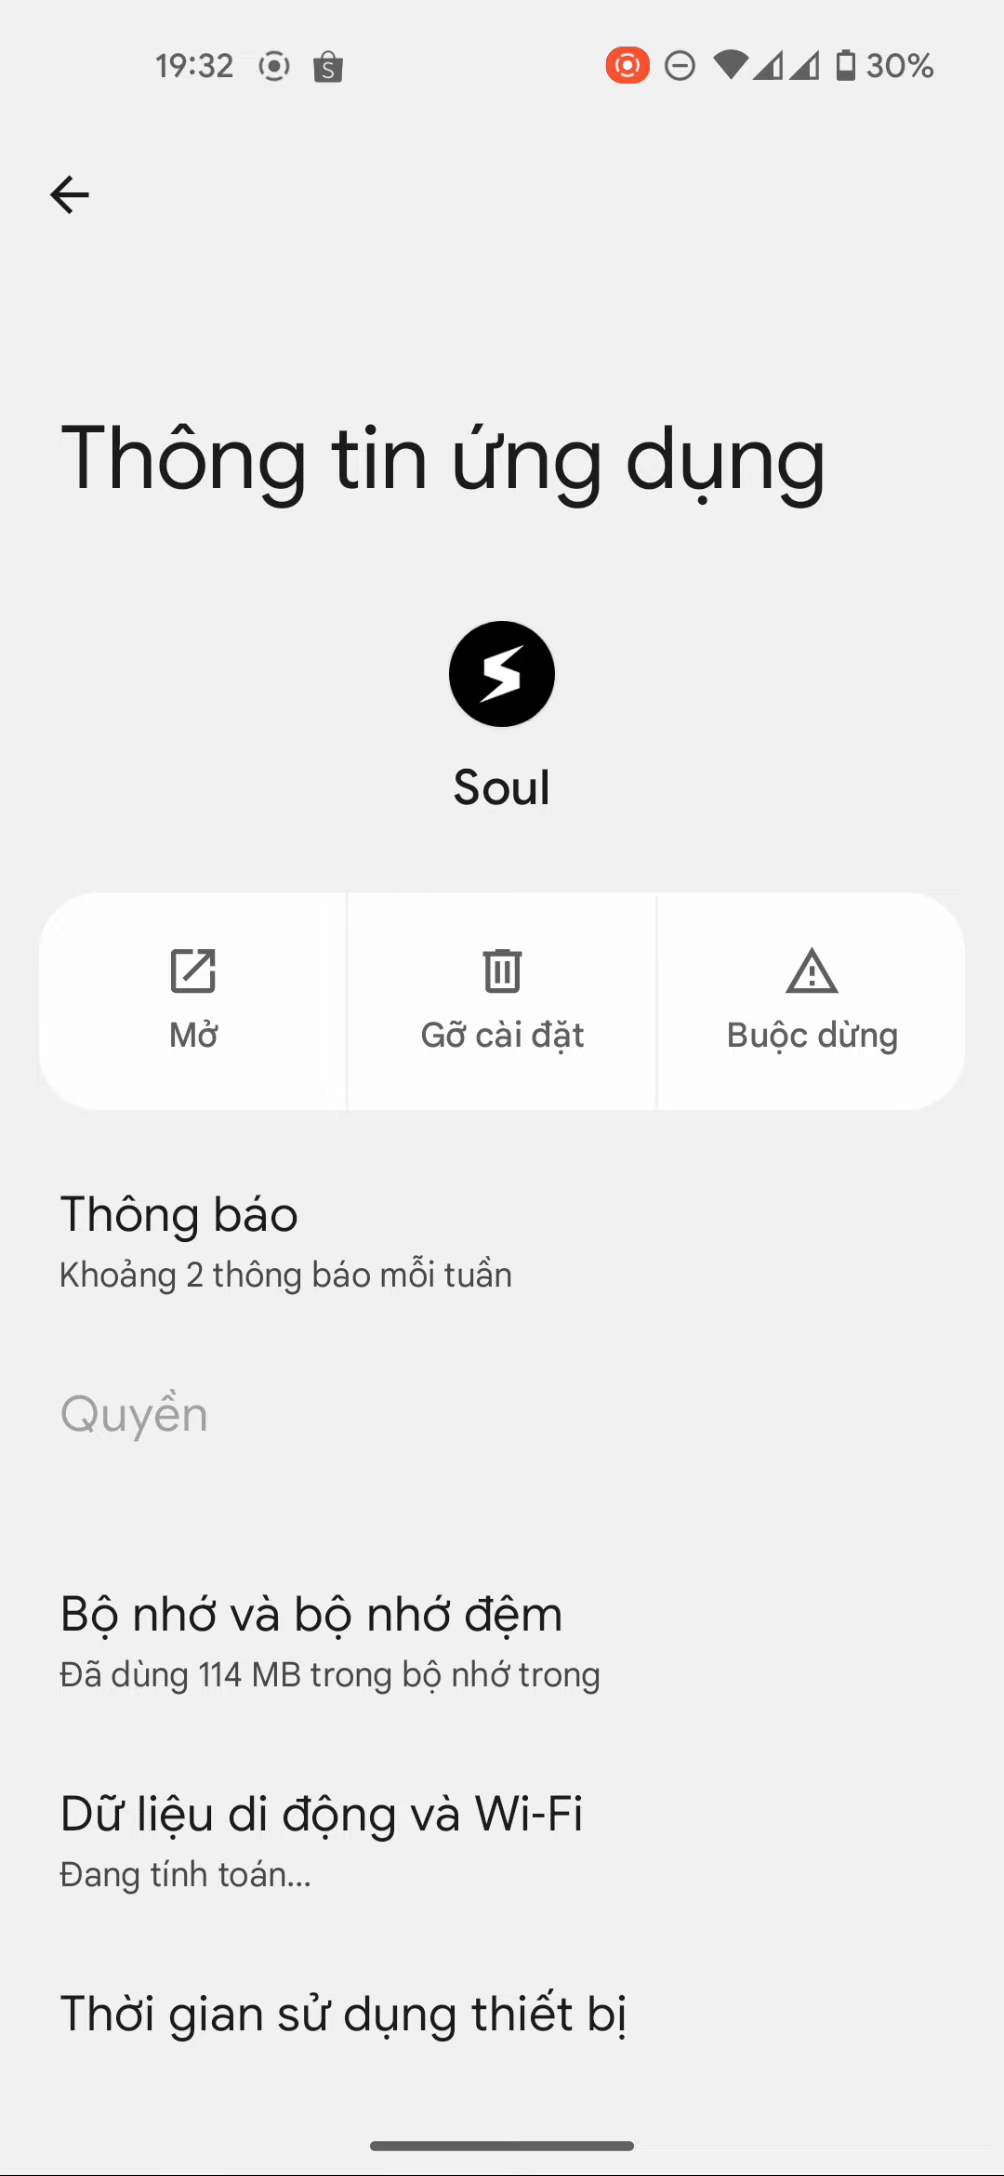 19:32
30%
Thông tin ứng dụng
Soul
Mở
Gỡ cài đặt
Buộc dừng
Thông báo
Khoảng 2 thông báo mỗi tuần
Quyền
Bộ nhớ và bộ nhớ đệm
Đã dùng 114 MB trong bộ nhớ trong
Dữ liệu di động và Wi-Fi
Đang tính toán...
Thời gian sử dụng thiết bị